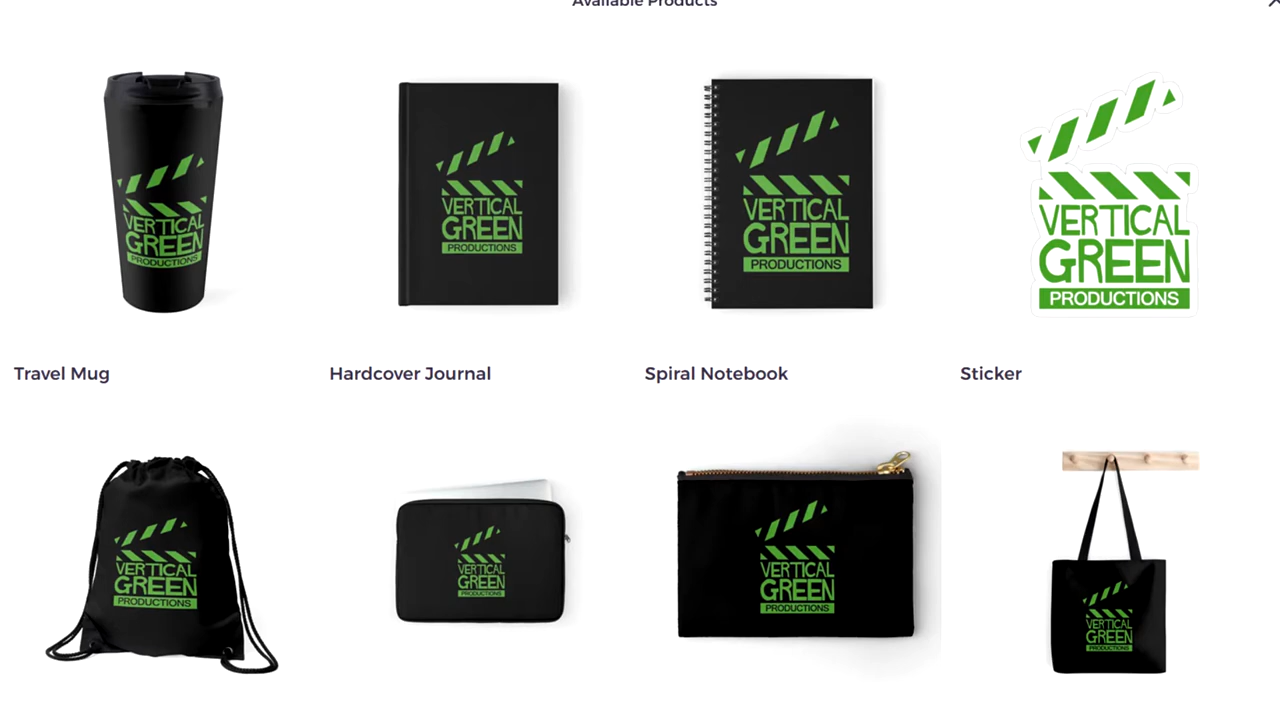 Available Products
VERTICAL
GREEN
PRODUCTIONS
VERTICAL
GREEN
PRODUCTIONS
VERTICAL
GREEN
PRODUCTIONS
VERTICAL
GREEN
PRODUCTIONS
Travel Mug
Hardcover Journal
Spiral Notebook
Sticker
VERTICAL
GREEN
PRODUCTIONS
VERTICAL
GREEN
PRODUCTIONS
VERTICAL
GREEN
PRODUCTIONS
VERTICAL
GREEN
PRODUCTIONS